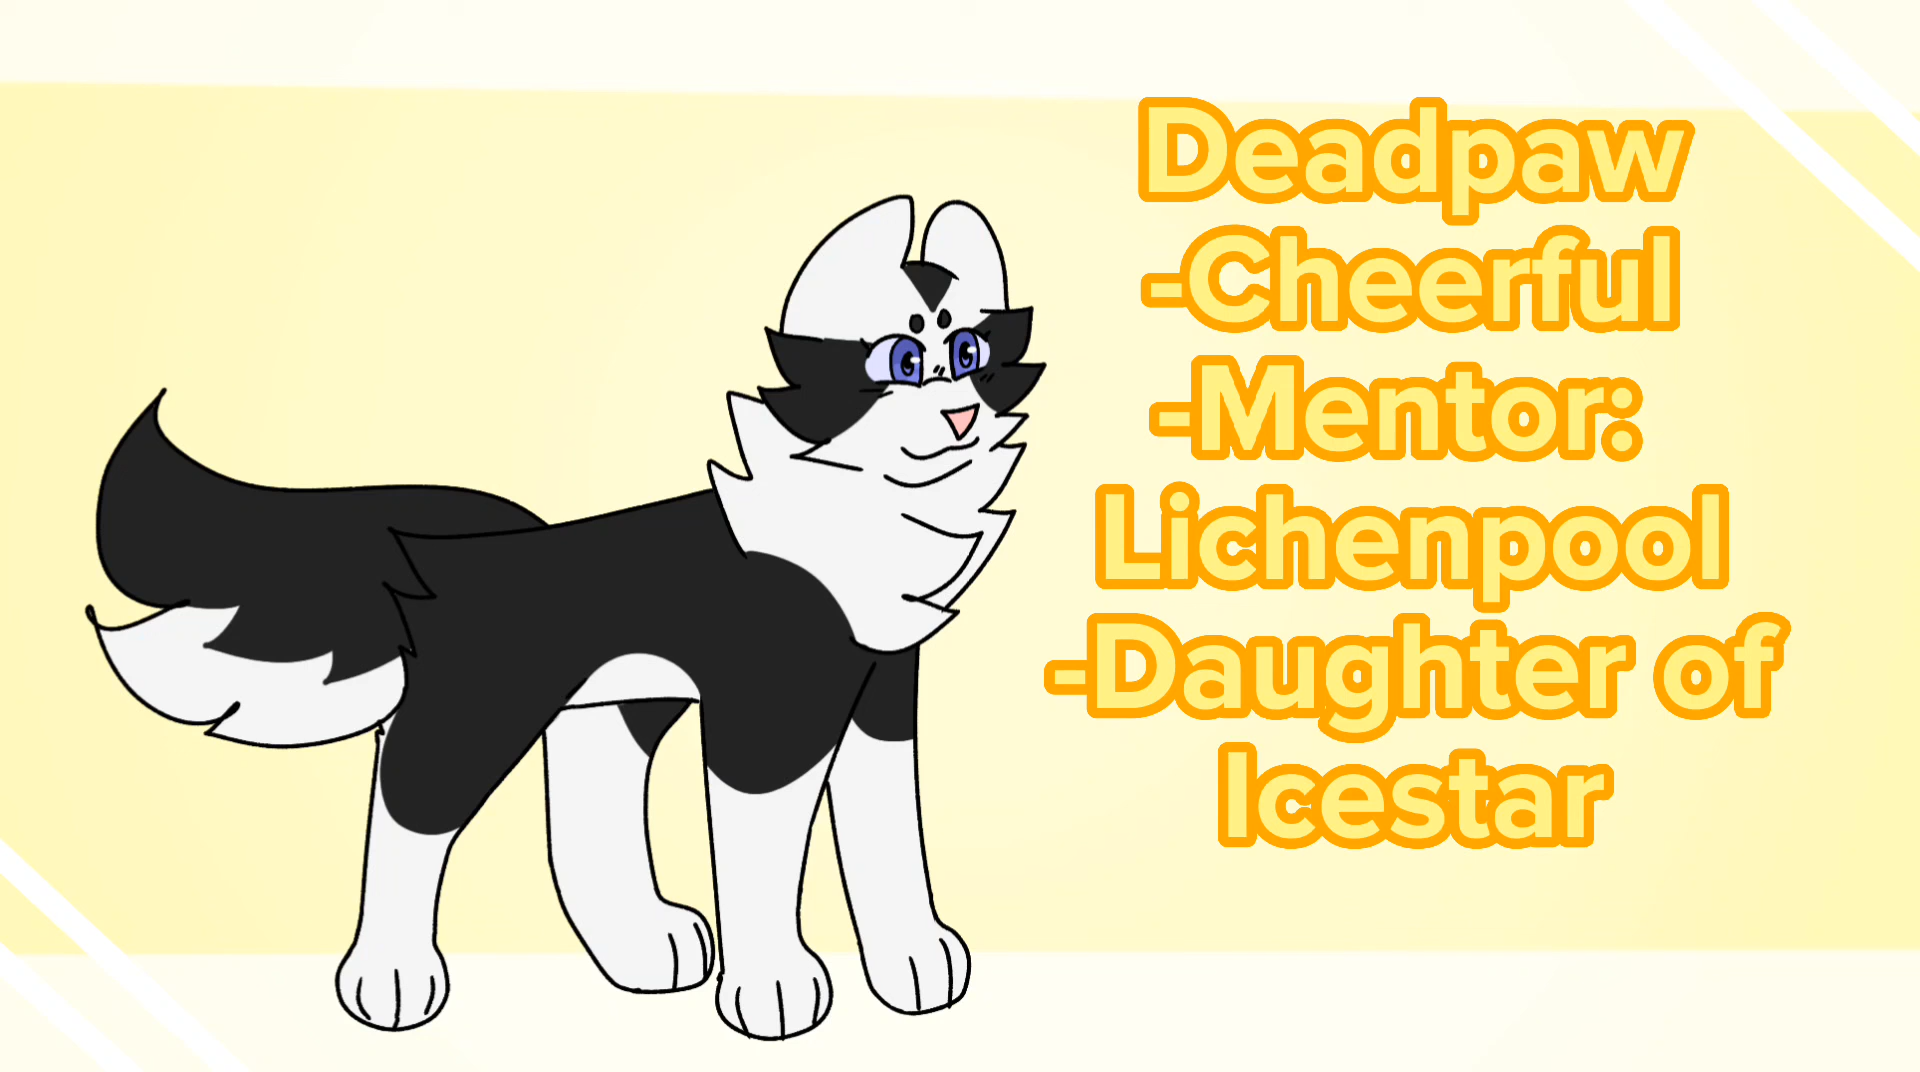 Deadpaw
-Cheerful
-Mentor:
Lichenpool
-Daughter of
Icestar